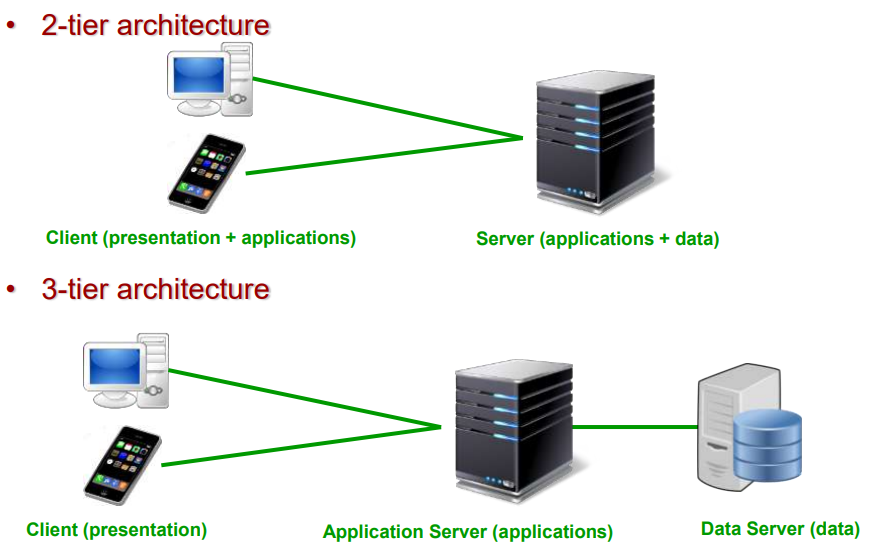 • 2-tier architecture
Client (presentation + applications)
Server (applications + data)
• 3-tier architecture
Client (presentation)
Application Server (applications)
Data Server (data)